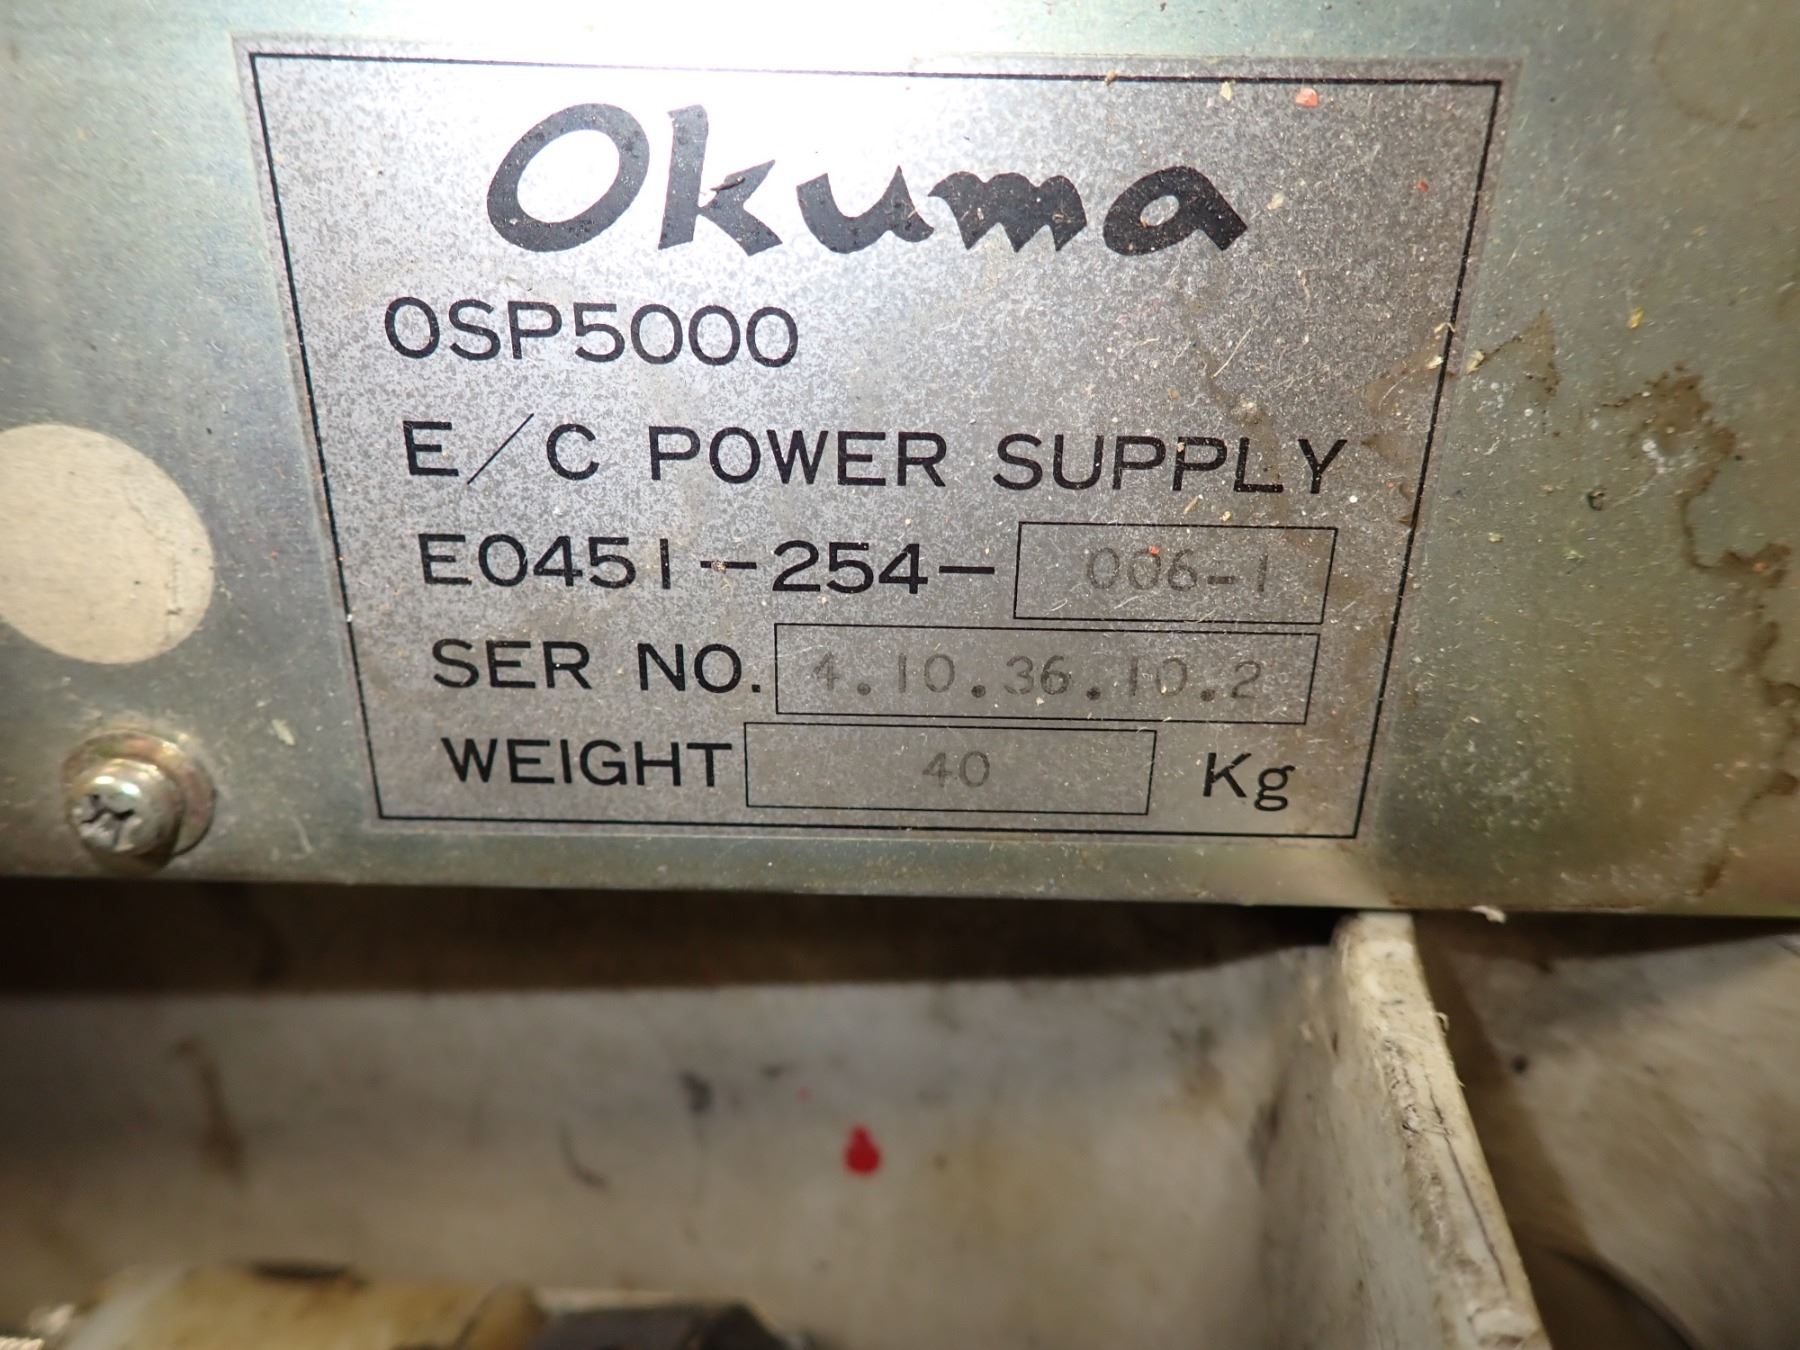 Okuma
OSP5000
E/C POWER SUPPLY
E0451-254-006-1
SER NO. 4.10.36.10.2
WEIGHT 40 Kg